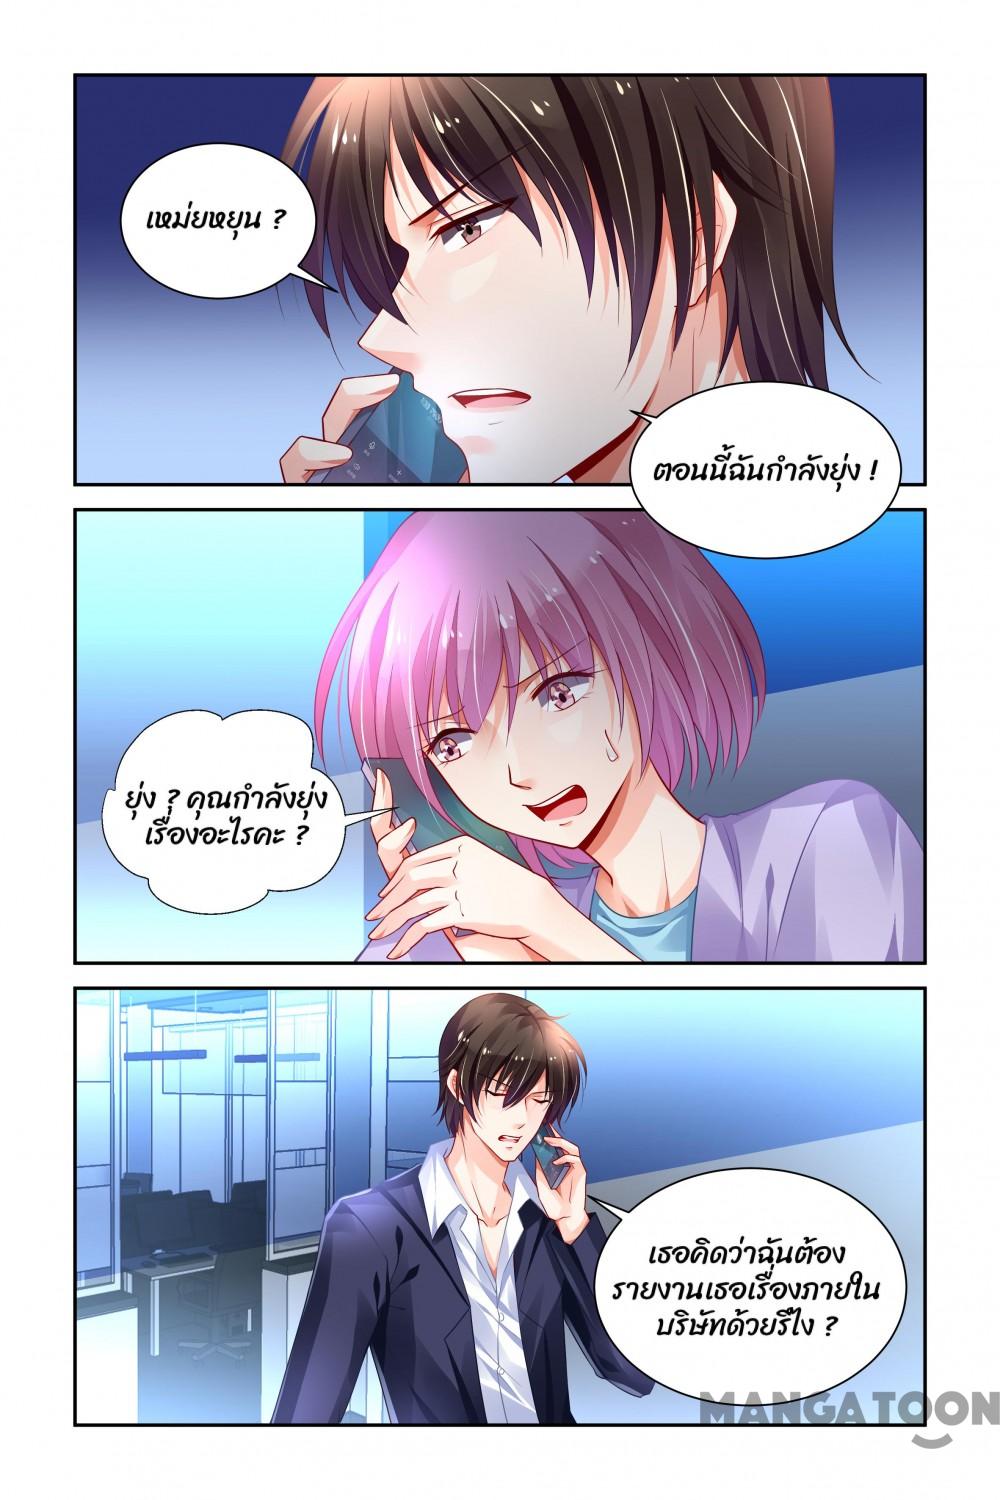 เหม่ยหยุน ?
ตอนนี้ฉันกำลังยุ่ง !
ยุ่ง ? คุณกำลังยุ่ง
เรื่องอะไรคะ ?
เธอคิดว่าฉันต้อง
รายงานเธอเรื่องภายใน
บริษัทด้วยรึไง ?
MANGATOON